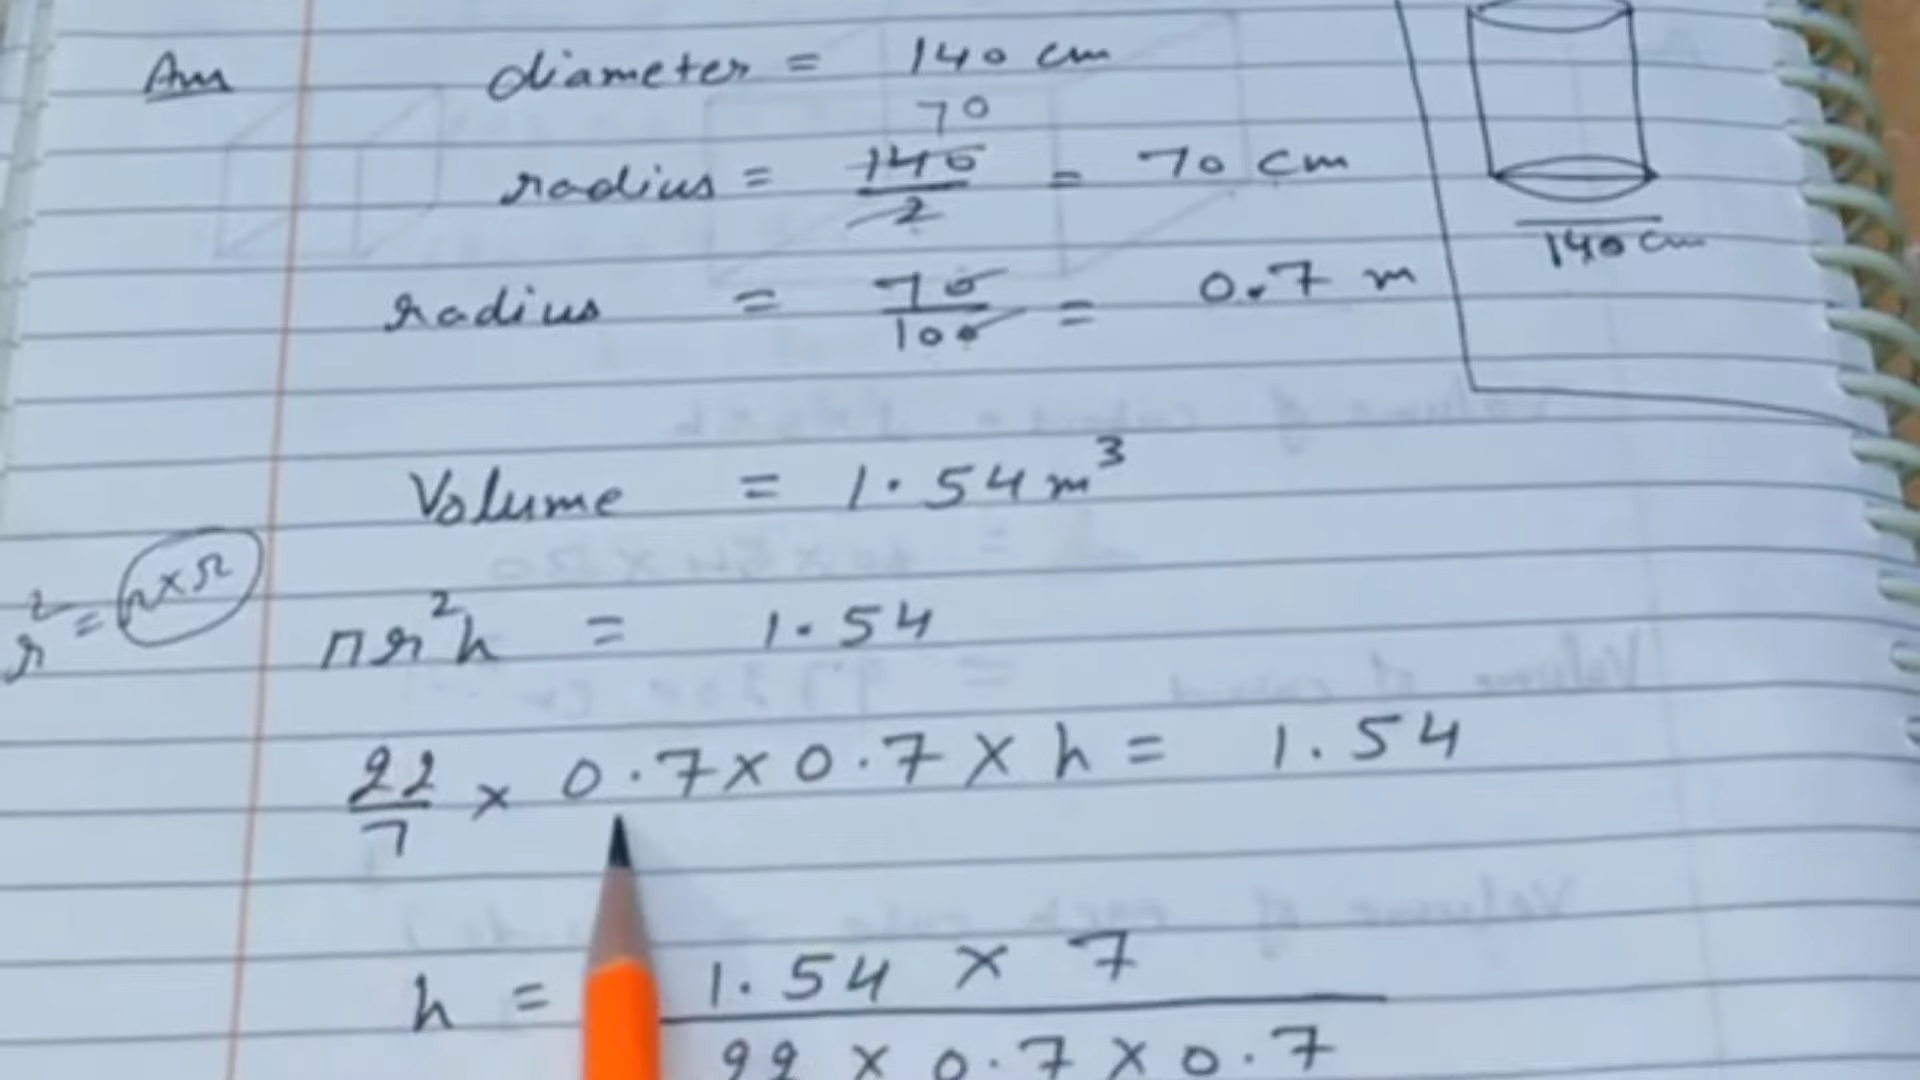 Ans diameter = 140 cm
70
radius = 140/2 = 70 cm
140 cm
radius = 70/100 = 0.7 m
Volume = 1.54 m³
r² = r×r
πr²h = 1.54
22/7 × 0.7 × 0.7 × h = 1.54
h = 1.54 × 7
22 × 0.7 × 0.7